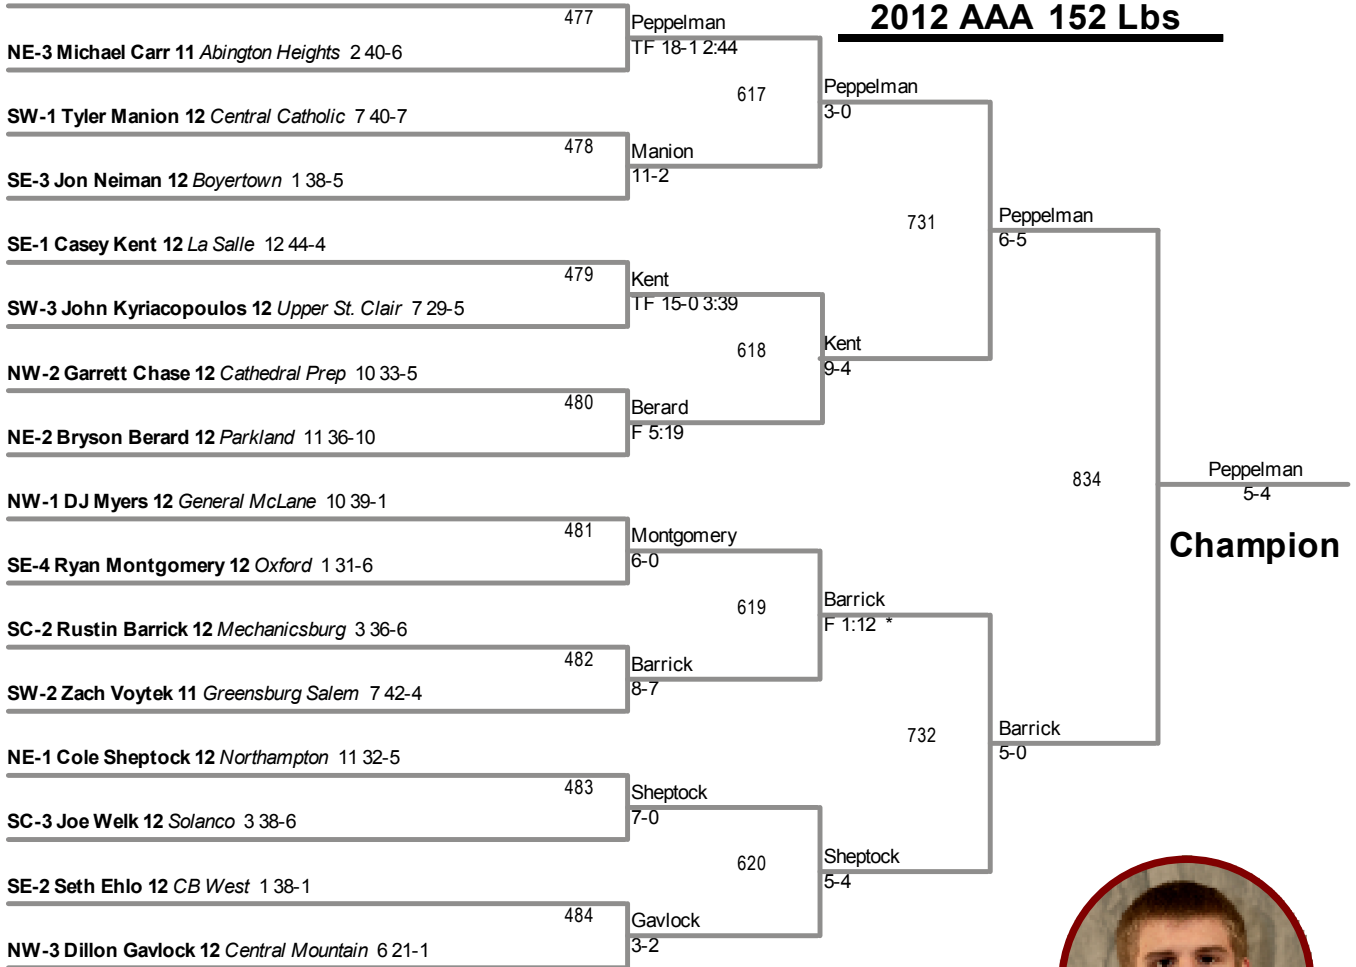 2012 AAA 152 Lbs
477
Peppelman
TF 18-1 2:44
NE-3 Michael Carr 11 Abington Heights 2 40-6
617
Peppelman
3-0
SW-1 Tyler Manion 12 Central Catholic 7 40-7
478
Manion
11-2
SE-3 Jon Neiman 12 Boyertown 1 38-5
731
Peppelman
6-5
SE-1 Casey Kent 12 La Salle 12 44-4
479
Kent
TF 15-0 3:39
SW-3 John Kyriacopoulos 12 Upper St. Clair 7 29-5
618
Kent
9-4
NW-2 Garrett Chase 12 Cathedral Prep 10 33-5
480
Berard
F 5:19
NE-2 Bryson Berard 12 Parkland 11 36-10
834
Peppelman
5-4
Champion
NW-1 DJ Myers 12 General McLane 10 39-1
481
Montgomery
6-0
SE-4 Ryan Montgomery 12 Oxford 1 31-6
619
Barrick
F 1:12 *
SC-2 Rustin Barrick 12 Mechanicsburg 3 36-6
482
Barrick
8-7
SW-2 Zach Voytek 11 Greensburg Salem 7 42-4
732
Barrick
5-0
NE-1 Cole Sheptock 12 Northampton 11 32-5
483
Sheptock
7-0
SC-3 Joe Welk 12 Solanco 3 38-6
620
Sheptock
5-4
SE-2 Seth Ehlo 12 CB West 1 38-1
484
Gavlock
3-2
NW-3 Dillon Gavlock 12 Central Mountain 6 21-1